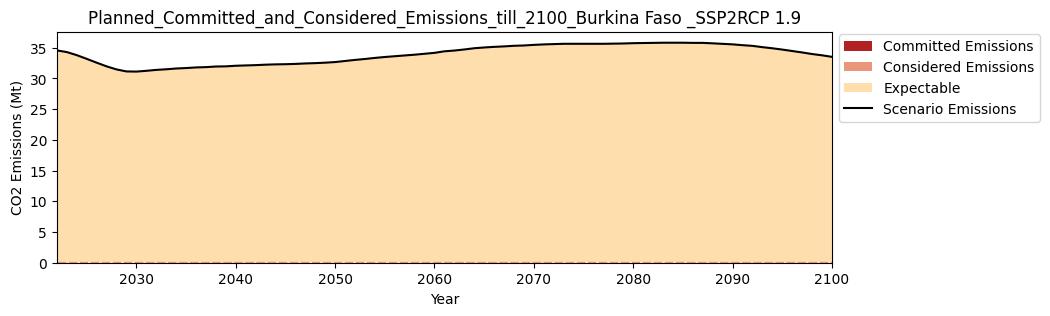 Planned_Committed_and_Considered_Emissions_till_2100_Burkina Faso _SSP2RCP 1.9
CO2 Emissions (Mt)
35
30
25
20
15
10
5
0
2030 2040 2050 2060 2070 2080 2090 2100
Year
Committed Emissions
Considered Emissions
Expectable
Scenario Emissions